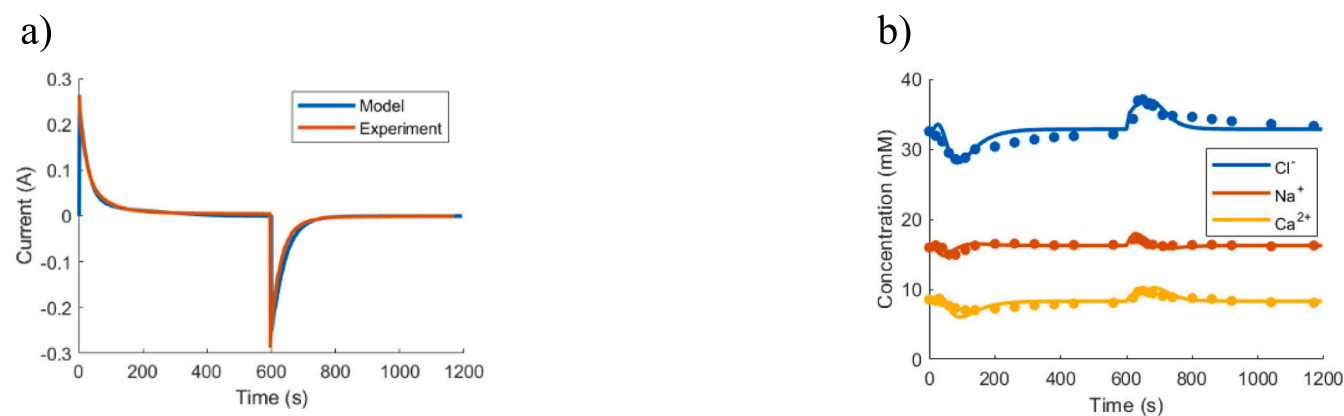 a)
0.3
0.2
0.1
0
-0.1
-0.2
-0.3
Current (A)
Model
Experiment
0 200 400 600 800 1000 1200
Time (s)
b)
40
30
20
10
0
Concentration (mM)
Cl⁻
Na⁺
Ca²⁺
0 200 400 600 800 1000 1200
Time (s)